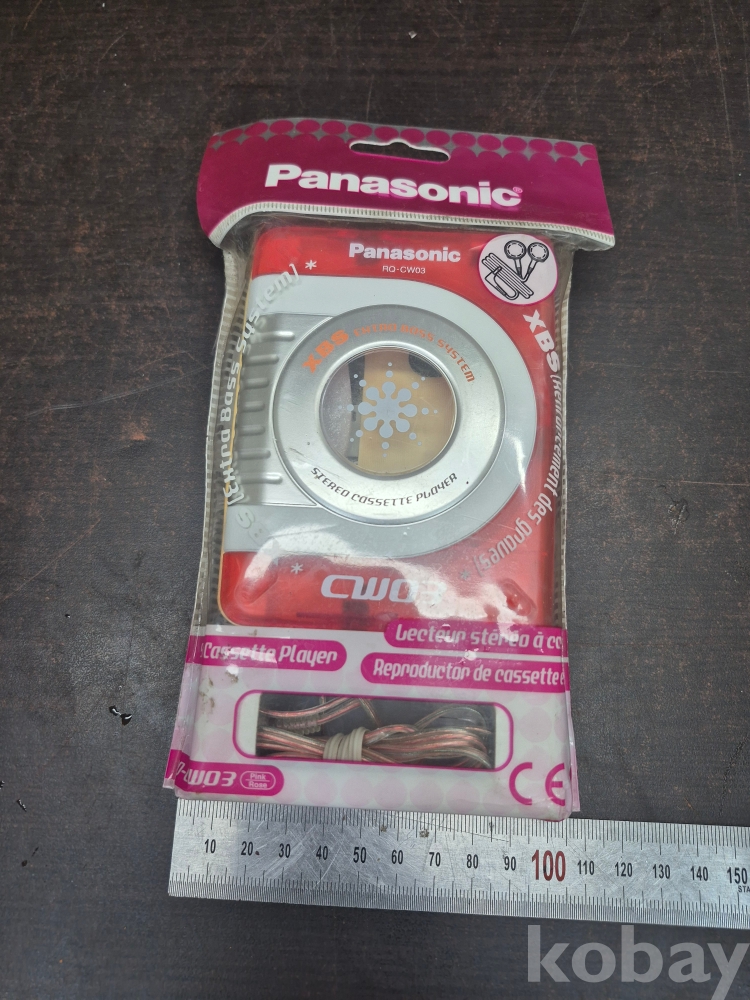 Panasonic
Panasonic
RQ-CW03
XBS EXTRA BASS SYSTEM
STEREO CASSETTE PLAYER
[Extra Bass System] *
XBS [Renforcement des graves] *
*
CW03
Cassette Player
Lecteur stéréo à
Reproductor de cassette
CW03
Pink
Rose
CE
10 20 30 40 50 60 70 80 90 100 110 120 130 140 150
kobay